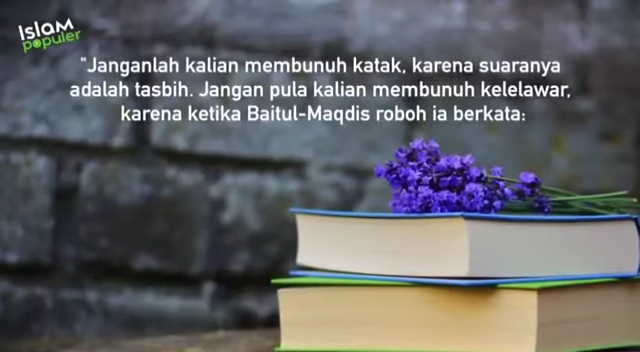 Islam
populer
"Janganlah kalian membunuh katak, karena suaranya
adalah tasbih. Jangan pula kalian membunuh kelelawar,
karena ketika Baitul-Maqdis roboh ia berkata: